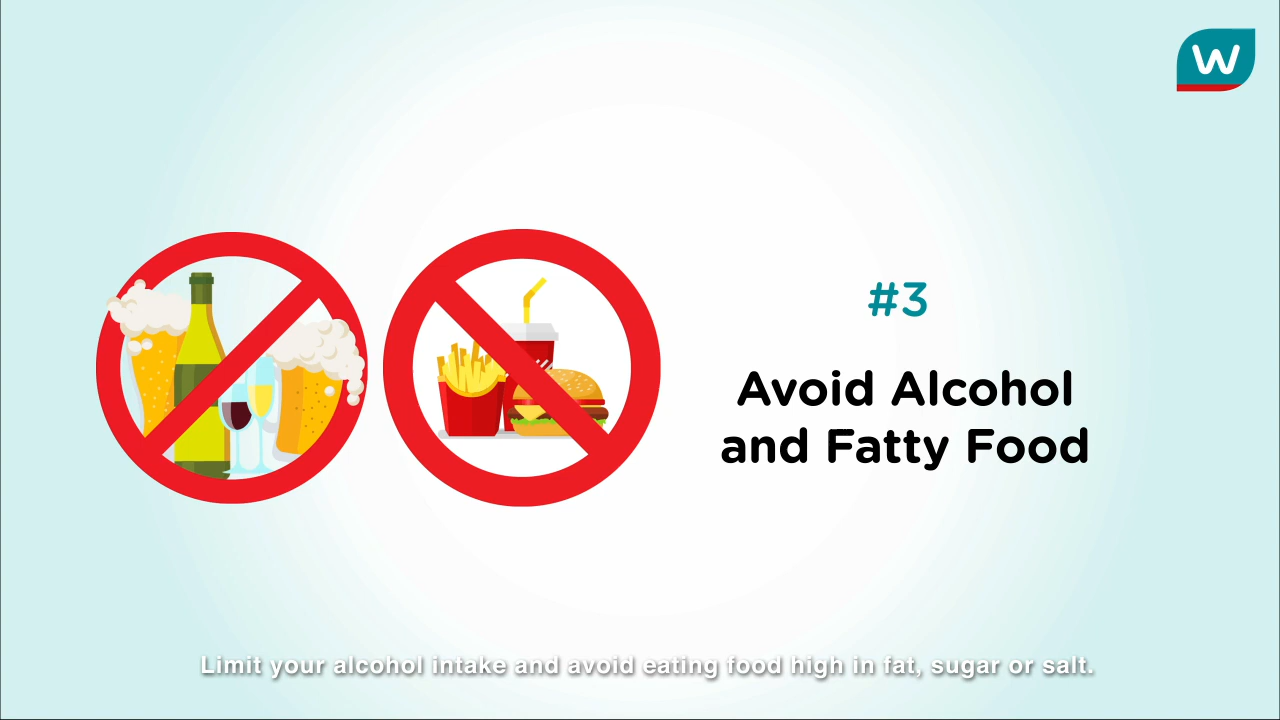 W
#3
Avoid Alcohol
and Fatty Food
Limit your alcohol intake and avoid eating food high in fat, sugar or salt.